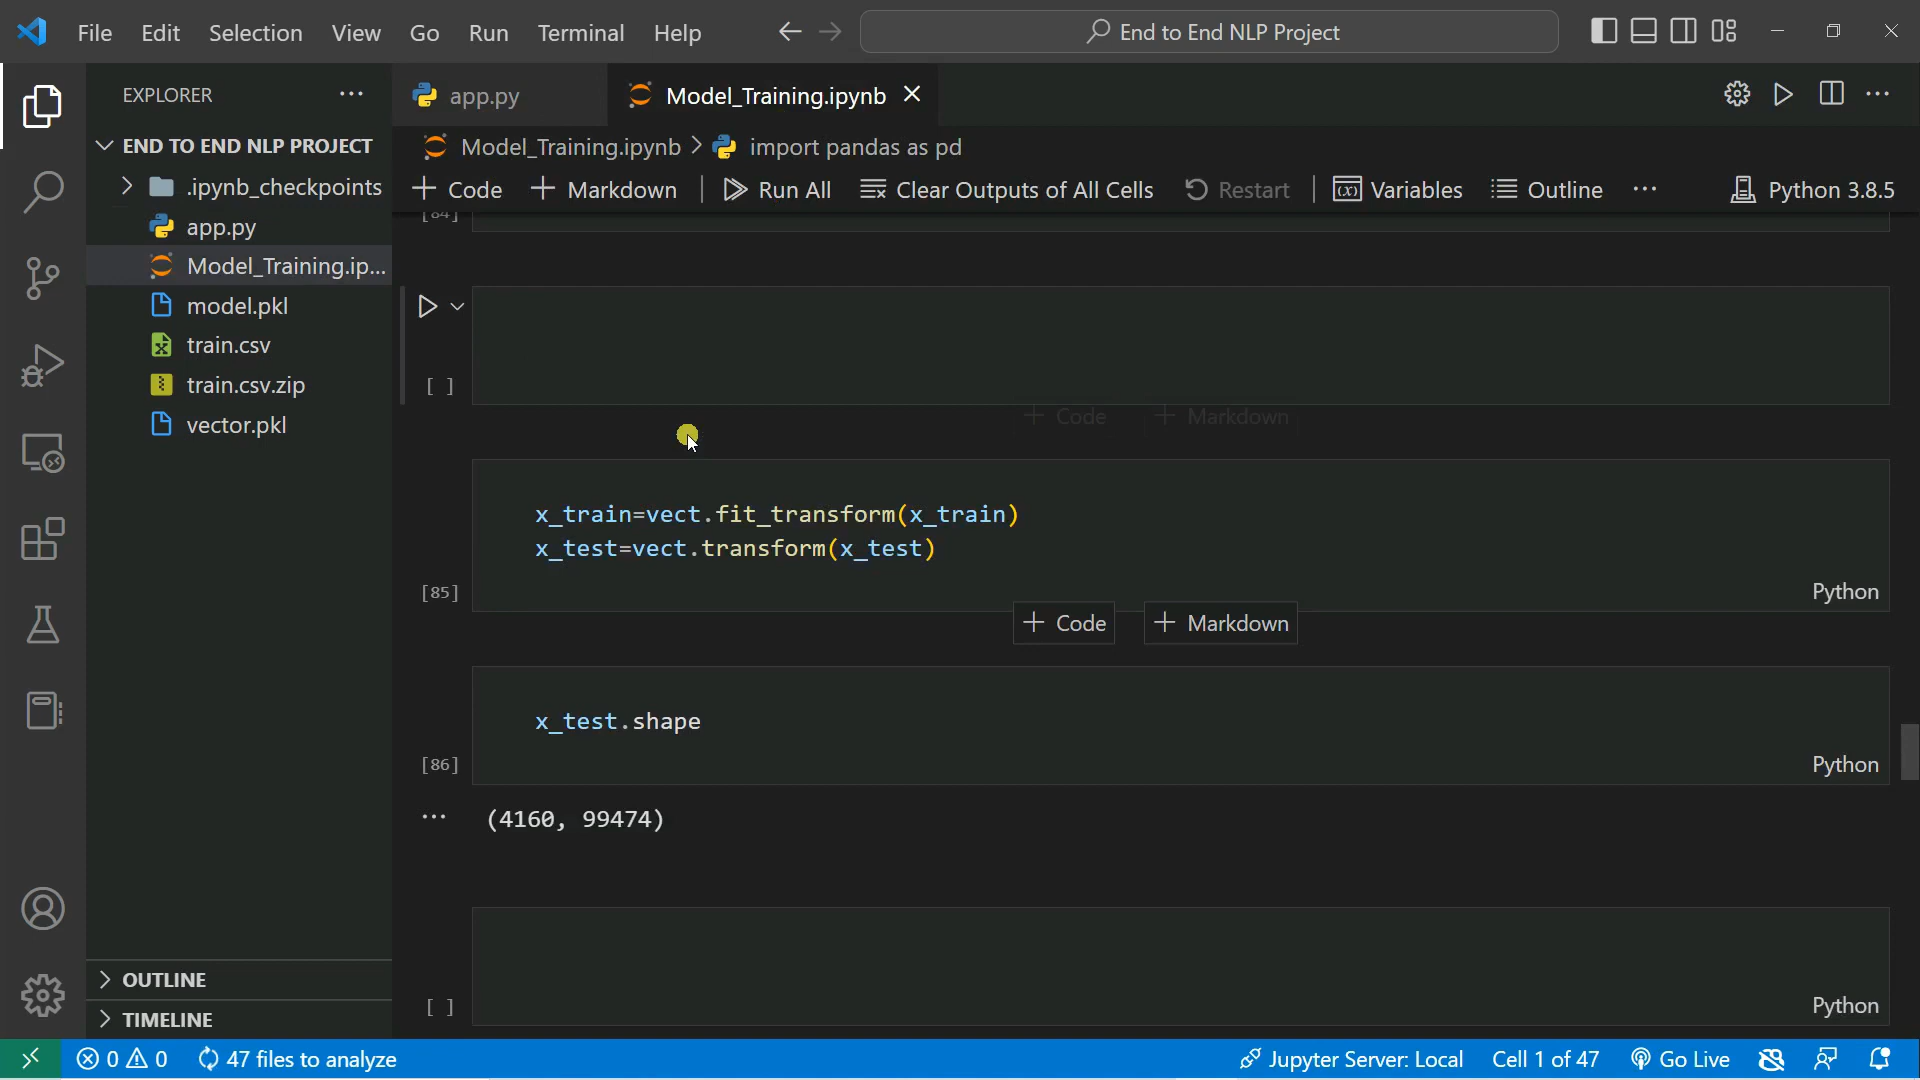 File Edit Selection View Go Run Terminal Help End to End NLP Project
EXPLORER ···
app.py
Model_Training.ipynb
END TO END NLP PROJECT
Model_Training.ipynb > import pandas as pd
.ipynb_checkpoints
+ Code + Markdown Run All Clear Outputs of All Cells Restart Variables Outline ··· Python 3.8.5
app.py
Model_Training.ip...
model.pkl
train.csv
train.csv.zip
vector.pkl
[84]
[ ]
+ Code + Markdown
x_train=vect.fit_transform(x_train)
x_test=vect.transform(x_test)
[85]
Python
+ Code + Markdown
x_test.shape
[86]
Python
··· (4160, 99474)
[ ]
Python
OUTLINE
TIMELINE
0 0 47 files to analyze Jupyter Server: Local Cell 1 of 47 Go Live